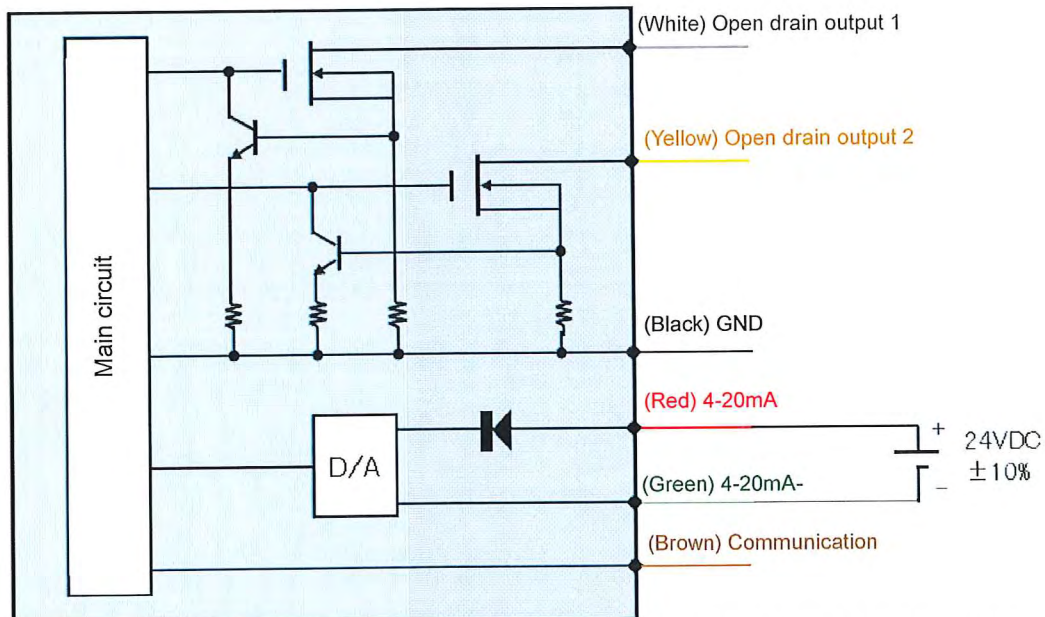 (White) Open drain output 1
(Yellow) Open drain output 2
Main circuit
(Black) GND
(Red) 4-20mA
+
24VDC
±10%
D/A
(Green) 4-20mA-
−
(Brown) Communication